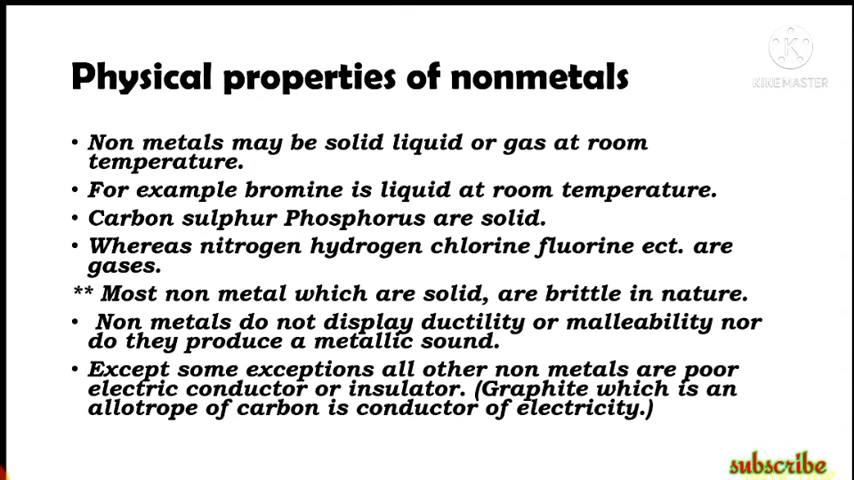 Physical properties of nonmetals
K
KINEMASTER
• Non metals may be solid liquid or gas at room
temperature.
• For example bromine is liquid at room temperature.
• Carbon sulphur Phosphorus are solid.
• Whereas nitrogen hydrogen chlorine fluorine ect. are
gases.
** Most non metal which are solid, are brittle in nature.
• Non metals do not display ductility or malleability nor
do they produce a metallic sound.
• Except some exceptions all other non metals are poor
electric conductor or insulator. (Graphite which is an
allotrope of carbon is conductor of electricity.)
subscribe